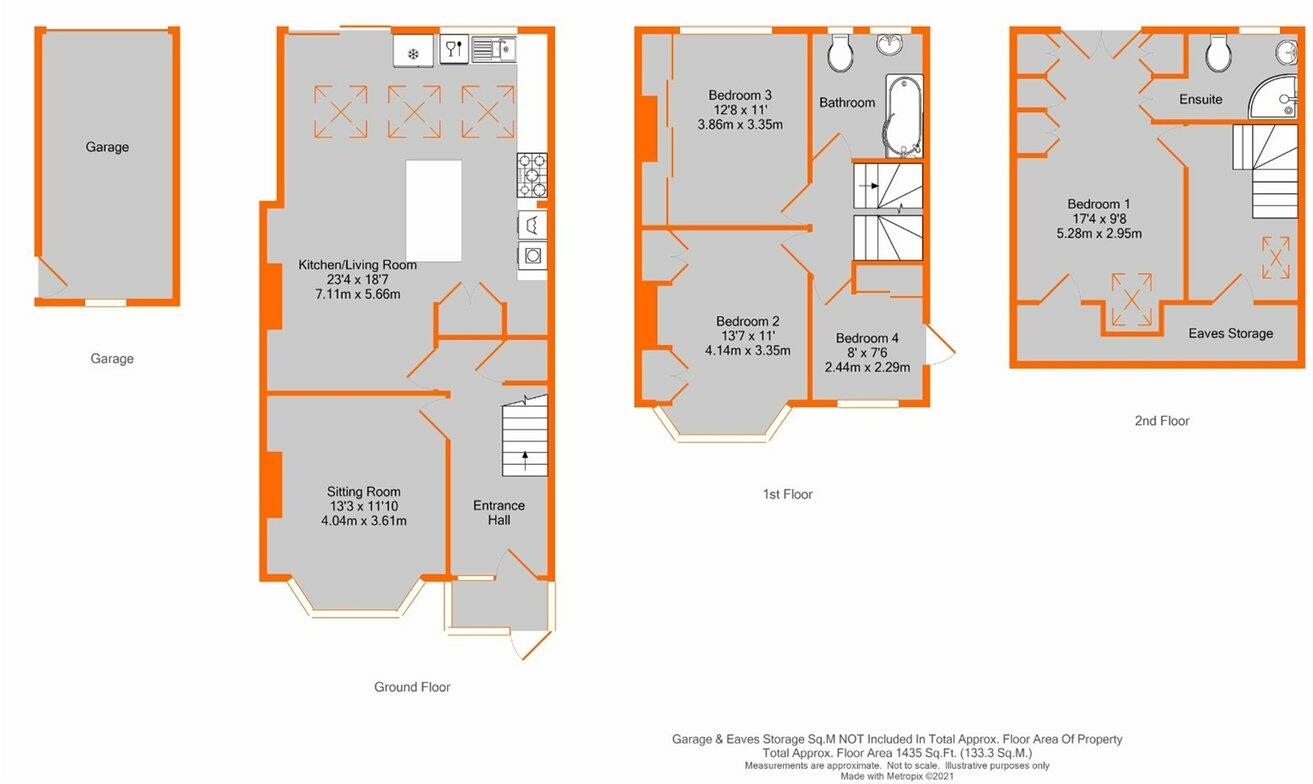 Garage
Garage
Kitchen/Living Room
23'4 x 18'7
7.11m x 5.66m
Sitting Room
13'3 x 11'10
4.04m x 3.61m
Entrance
Hall
Ground Floor
Bedroom 3
12'8 x 11'
3.86m x 3.35m
Bathroom
Bedroom 2
13'7 x 11'
4.14m x 3.35m
Bedroom 4
8' x 7'6
2.44m x 2.29m
1st Floor
Ensuite
Bedroom 1
17'4 x 9'8
5.28m x 2.95m
Eaves Storage
2nd Floor
Garage & Eaves Storage Sq.M NOT Included In Total Approx. Floor Area Of Property
Total Approx. Floor Area 1435 Sq.Ft. (133.3 Sq.M.)
Measurements are approximate. Not to scale. Illustrative purposes only
Made with Metropix ©2021